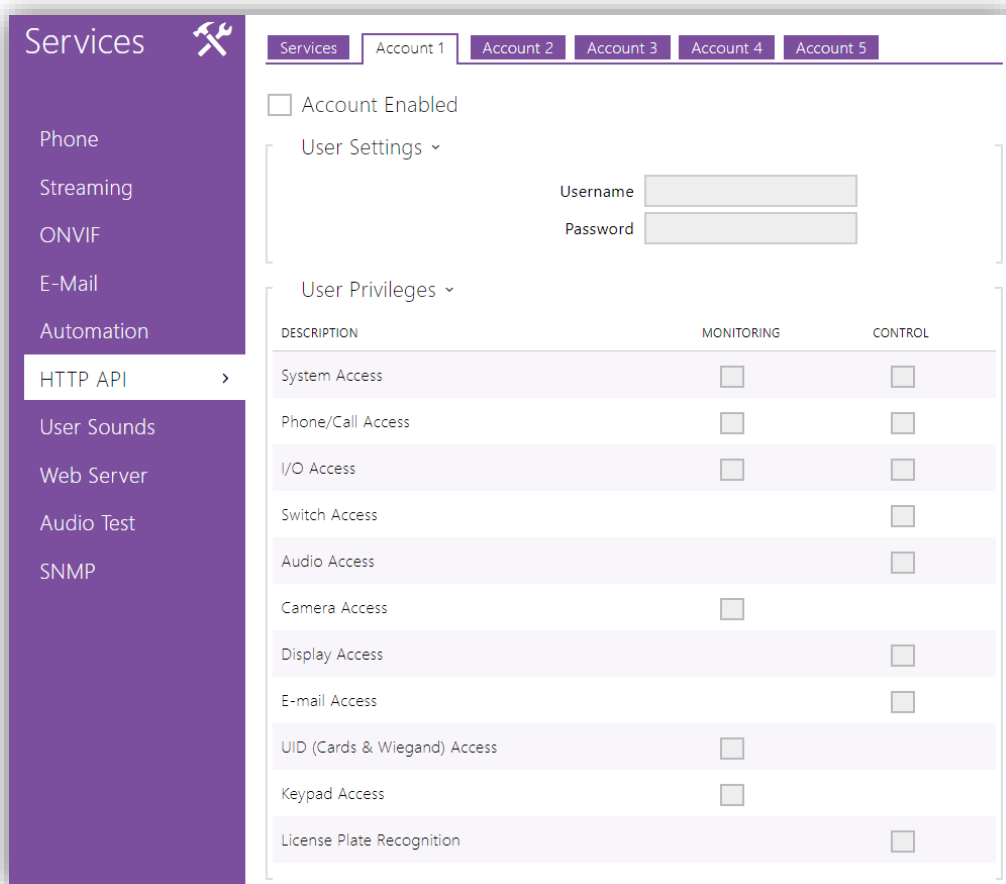 Services
Phone
Streaming
ONVIF
E-Mail
Automation
HTTP API
User Sounds
Web Server
Audio Test
SNMP
Services Account 1 Account 2 Account 3 Account 4 Account 5
Account Enabled
User Settings
Username
Password
User Privileges
DESCRIPTION MONITORING CONTROL
System Access
Phone/Call Access
I/O Access
Switch Access
Audio Access
Camera Access
Display Access
E-mail Access
UID (Cards & Wiegand) Access
Keypad Access
License Plate Recognition